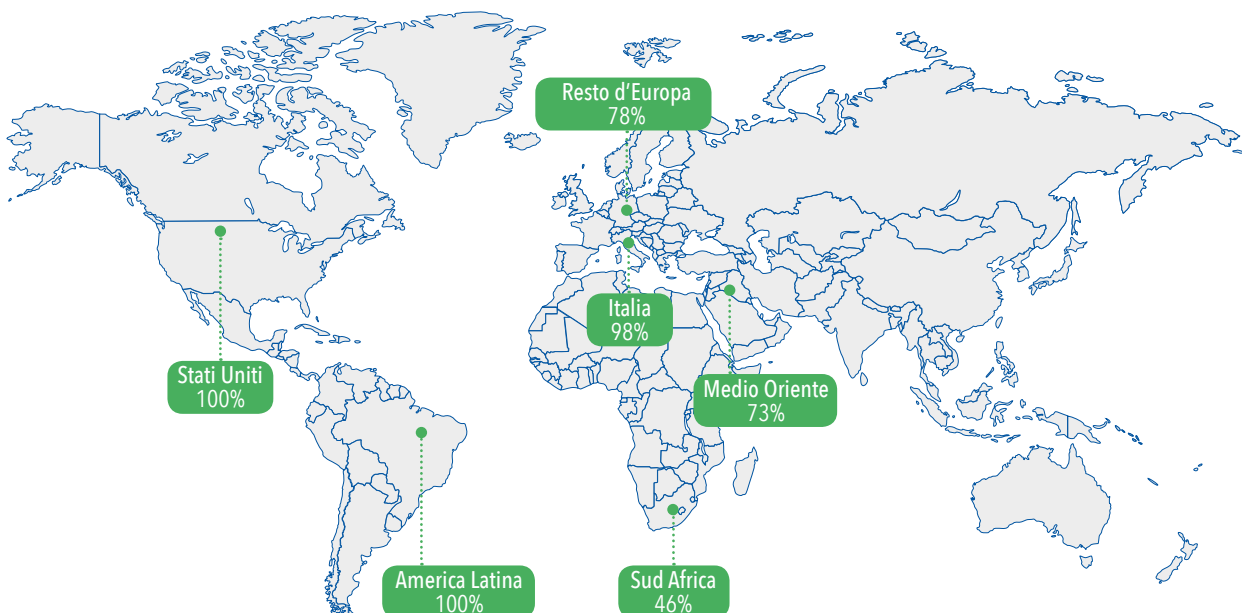 Resto d'Europa
78%
Italia
98%
Stati Uniti
100%
Medio Oriente
73%
America Latina
100%
Sud Africa
46%